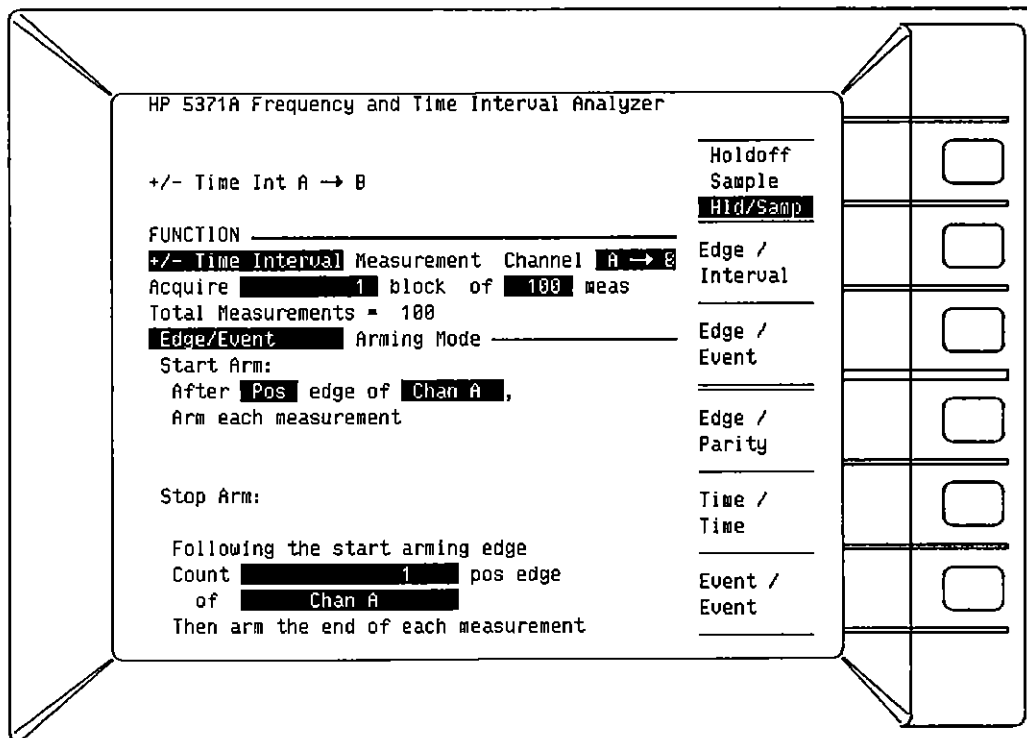 HP 5371A Frequency and Time Interval Analyzer
+/- Time Int A → B
FUNCTION
+/- Time Interval Measurement Channel A → B
Acquire 1 block of 100 meas
Total Measurements = 100
Edge/Event Arming Mode
Start Arm:
After Pos edge of Chan A ,
Arm each measurement
Stop Arm:
Following the start arming edge
Count 1 pos edge
of Chan A
Then arm the end of each measurement
Holdoff
Sample
Hld/Samp
Edge /
Interval
Edge /
Event
Edge /
Parity
Time /
Time
Event /
Event